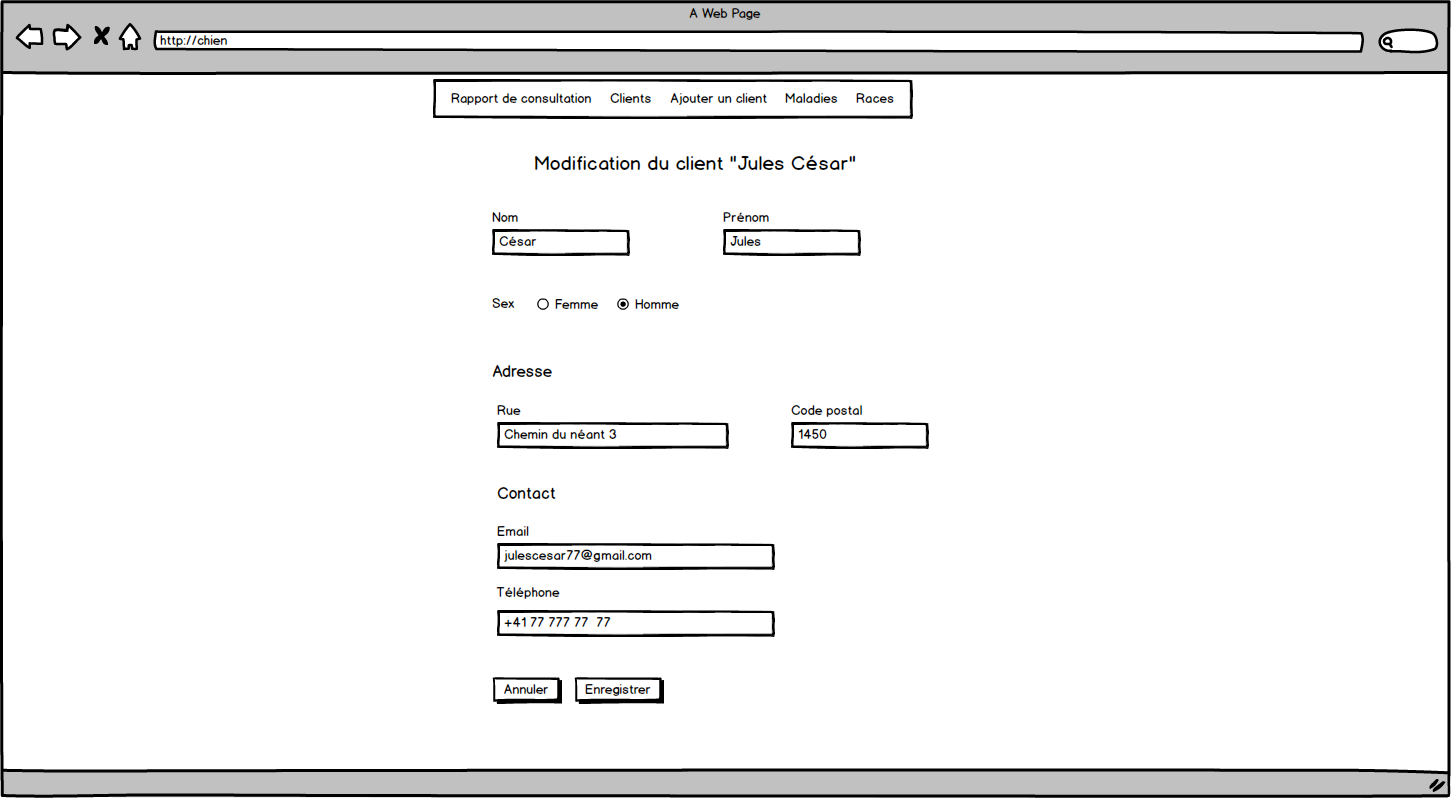 A Web Page
http://chien
Rapport de consultation Clients Ajouter un client Maladies Races
Modification du client "Jules César"
Nom Prénom
César Jules
Sex Femme Homme
Adresse
Rue Code postal
Chemin du néant 3 1450
Contact
Email
julescesar77@gmail.com
Téléphone
+41 77 777 77 77
Annuler Enregistrer